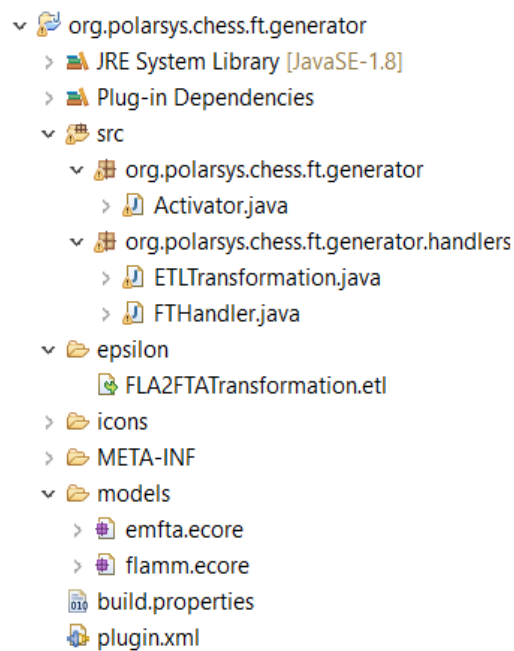 org.polarsys.chess.ft.generator
JRE System Library [JavaSE-1.8]
Plug-in Dependencies
src
org.polarsys.chess.ft.generator
Activator.java
org.polarsys.chess.ft.generator.handlers
ETLTransformation.java
FTHandler.java
epsilon
FLA2FTATransformation.etl
icons
META-INF
models
emfta.ecore
flamm.ecore
build.properties
plugin.xml